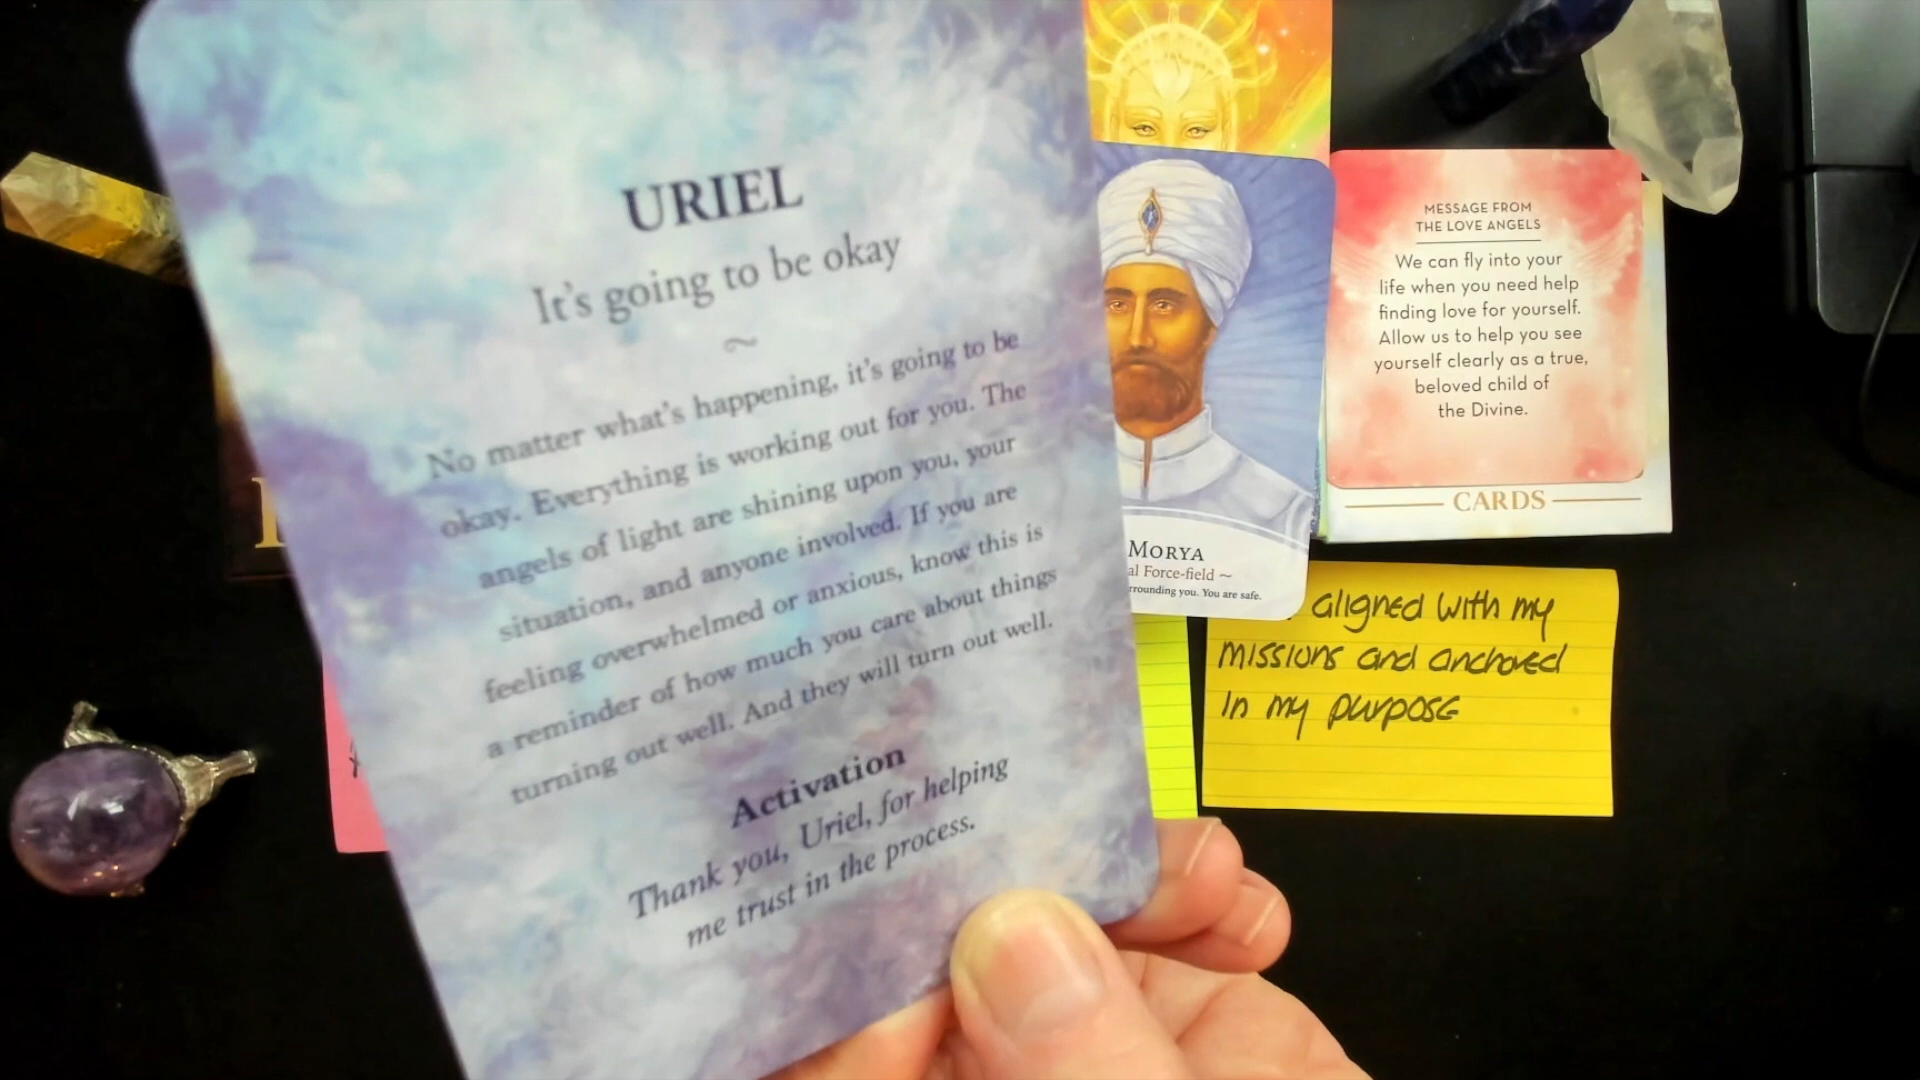 URIEL
It's going to be okay
~
No matter what's happening, it's going to be
okay. Everything is working out for you. The
angels of light are shining upon you, your
situation, and anyone involved. If you are
feeling overwhelmed or anxious, know this is
a reminder of how much you care about things
turning out well. And they will turn out well.
Activation
Thank you, Uriel, for helping
me trust in the process.
MORYA
al Force-field ~
rrounding you. You are safe.
MESSAGE FROM
THE LOVE ANGELS
We can fly into your
life when you need help
finding love for yourself.
Allow us to help you see
yourself clearly as a true,
beloved child of
the Divine.
CARDS
aligned with my
missions and anchored
in my purpose